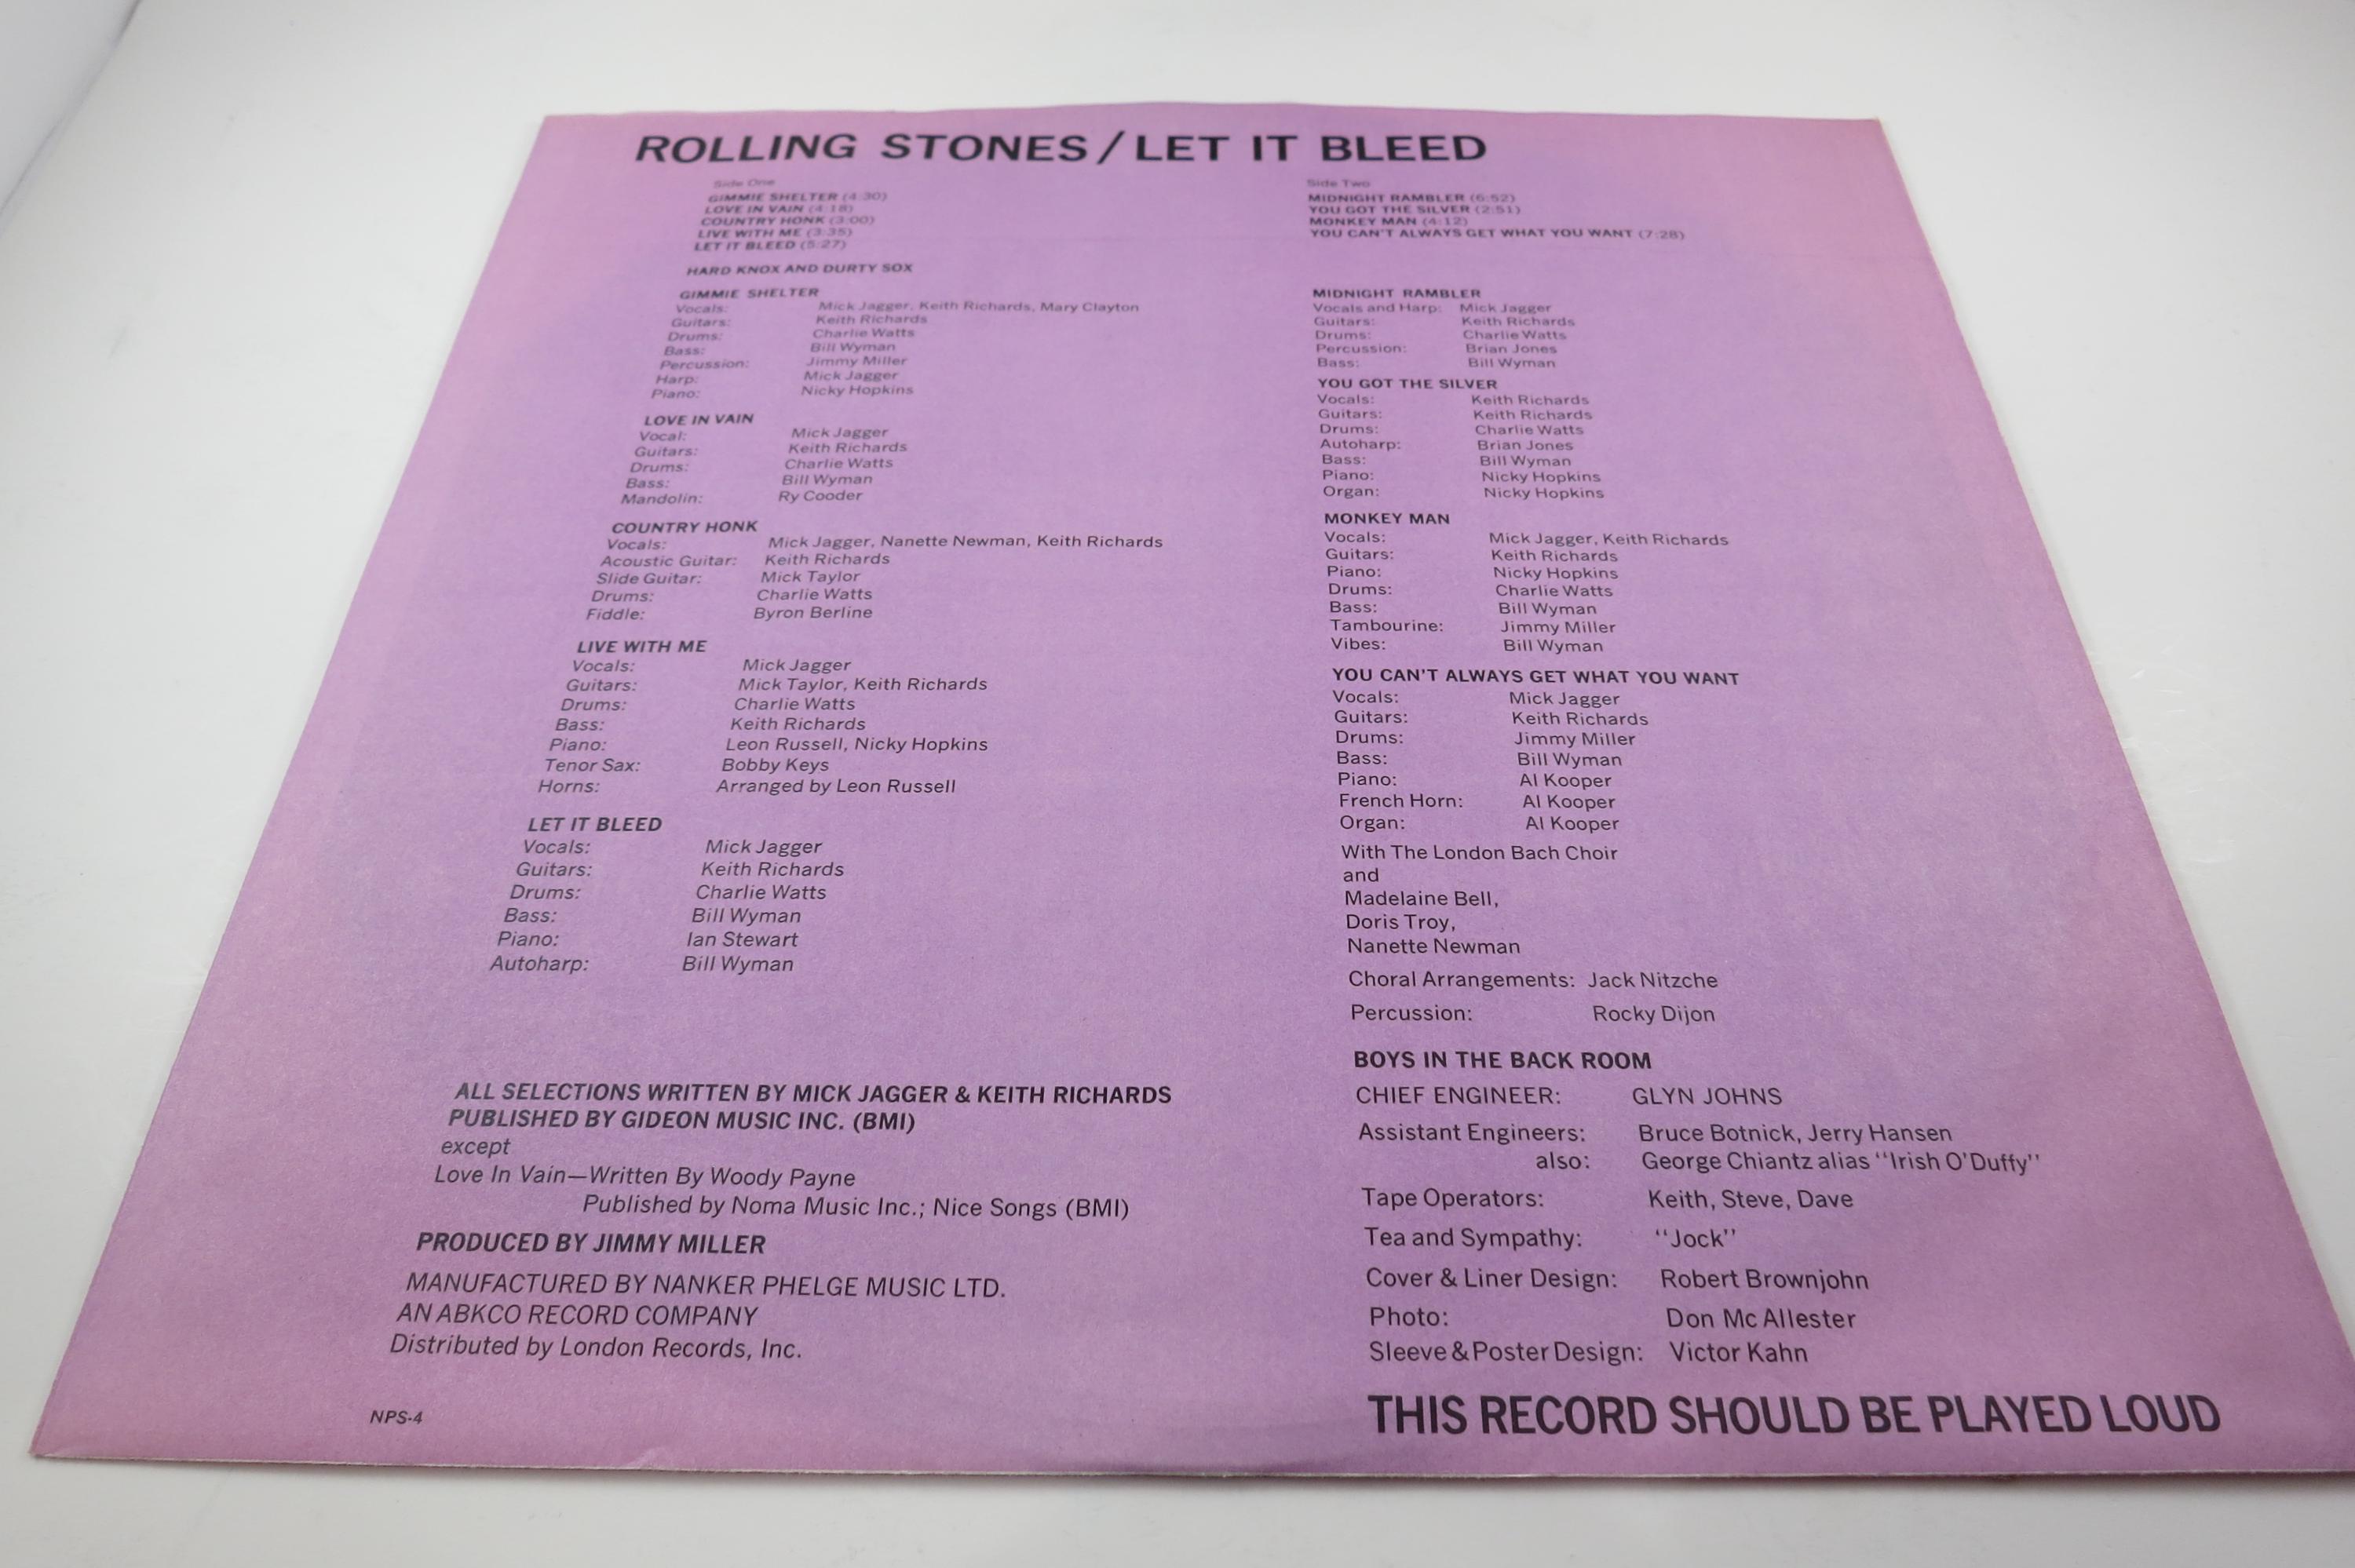 ROLLING STONES/LET IT BLEED
Side One
GIMMIE SHELTER (4:30)
LOVE IN VAIN (4:18)
COUNTRY HONK (3:00)
LIVE WITH ME (3:35)
LET IT BLEED (5:27)
HARD KNOX AND DURTY SOX
GIMMIE SHELTER
Vocals: Mick Jagger, Keith Richards, Mary Clayton
Guitars: Keith Richards
Drums: Charlie Watts
Bass: Bill Wyman
Percussion: Jimmy Miller
Harp: Mick Jagger
Piano: Nicky Hopkins
LOVE IN VAIN
Vocal: Mick Jagger
Guitars: Keith Richards
Drums: Charlie Watts
Bass: Bill Wyman
Mandolin: Ry Cooder
COUNTRY HONK
Vocals: Mick Jagger, Nanette Newman, Keith Richards
Acoustic Guitar: Keith Richards
Slide Guitar: Mick Taylor
Drums: Charlie Watts
Fiddle: Byron Berline
LIVE WITH ME
Vocals: Mick Jagger
Guitars: Mick Taylor, Keith Richards
Drums: Charlie Watts
Bass: Keith Richards
Piano: Leon Russell, Nicky Hopkins
Tenor Sax: Bobby Keys
Horns: Arranged by Leon Russell
LET IT BLEED
Vocals: Mick Jagger
Guitars: Keith Richards
Drums: Charlie Watts
Bass: Bill Wyman
Piano: Ian Stewart
Autoharp: Bill Wyman
ALL SELECTIONS WRITTEN BY MICK JAGGER & KEITH RICHARDS
PUBLISHED BY GIDEON MUSIC INC. (BMI)
except
Love In Vain—Written By Woody Payne
Published by Noma Music Inc.; Nice Songs (BMI)
PRODUCED BY JIMMY MILLER
MANUFACTURED BY NANKER PHELGE MUSIC LTD.
AN ABKCO RECORD COMPANY
Distributed by London Records, Inc.
NPS-4
Side Two
MIDNIGHT RAMBLER (6:52)
YOU GOT THE SILVER (2:51)
MONKEY MAN (4:12)
YOU CAN'T ALWAYS GET WHAT YOU WANT (7:28)
MIDNIGHT RAMBLER
Vocals and Harp: Mick Jagger
Guitars: Keith Richards
Drums: Charlie Watts
Percussion: Brian Jones
Bass: Bill Wyman
YOU GOT THE SILVER
Vocals: Keith Richards
Guitars: Keith Richards
Drums: Charlie Watts
Autoharp: Brian Jones
Bass: Bill Wyman
Piano: Nicky Hopkins
Organ: Nicky Hopkins
MONKEY MAN
Vocals: Mick Jagger, Keith Richards
Guitars: Keith Richards
Piano: Nicky Hopkins
Drums: Charlie Watts
Bass: Bill Wyman
Tambourine: Jimmy Miller
Vibes: Bill Wyman
YOU CAN'T ALWAYS GET WHAT YOU WANT
Vocals: Mick Jagger
Guitars: Keith Richards
Drums: Jimmy Miller
Bass: Bill Wyman
Piano: Al Kooper
French Horn: Al Kooper
Organ: Al Kooper
With The London Bach Choir
and
Madelaine Bell,
Doris Troy,
Nanette Newman
Choral Arrangements: Jack Nitzche
Percussion: Rocky Dijon
BOYS IN THE BACK ROOM
CHIEF ENGINEER: GLYN JOHNS
Assistant Engineers: Bruce Botnick, Jerry Hansen
also: George Chiantz alias ''Irish O'Duffy''
Tape Operators: Keith, Steve, Dave
Tea and Sympathy: ''Jock''
Cover & Liner Design: Robert Brownjohn
Photo: Don McAllester
Sleeve & Poster Design: Victor Kahn
THIS RECORD SHOULD BE PLAYED LOUD